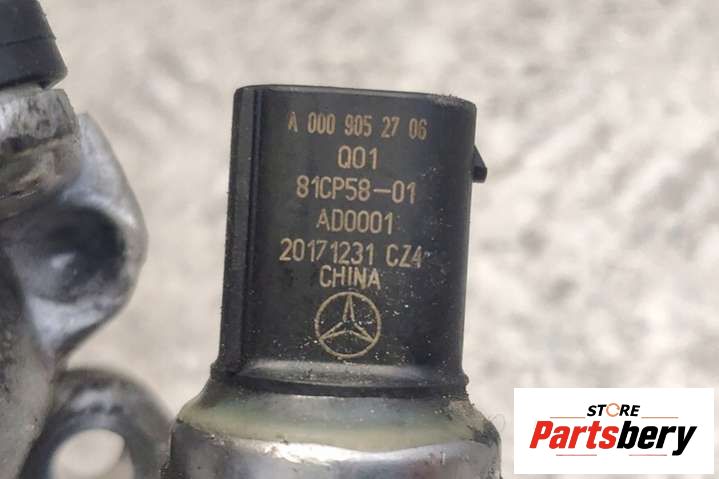 A 000 905 27 06
Q01
81CP58-01
AD0001
20171231 CZ4
CHINA
STORE
Partsbery